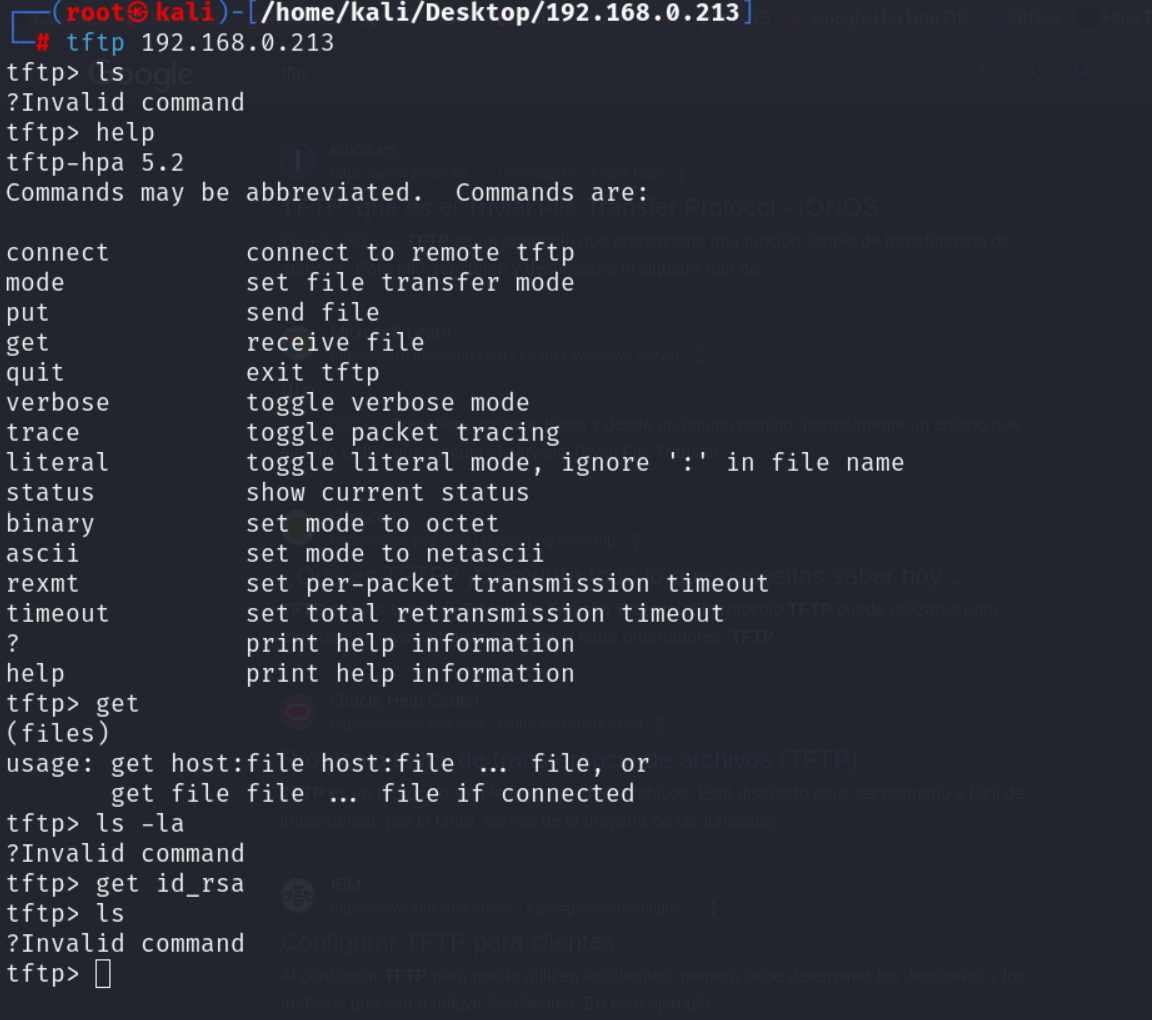 (root㉿kali)-[/home/kali/Desktop/192.168.0.213]
# tftp 192.168.0.213
tftp> ls
?Invalid command
tftp> help
tftp-hpa 5.2
Commands may be abbreviated.  Commands are:

connect         connect to remote tftp
mode            set file transfer mode
put             send file
get             receive file
quit            exit tftp
verbose         toggle verbose mode
trace           toggle packet tracing
literal         toggle literal mode, ignore ':' in file name
status          show current status
binary          set mode to octet
ascii           set mode to netascii
rexmt           set per-packet transmission timeout
timeout         set total retransmission timeout
?               print help information
help            print help information
tftp> get
(files)
usage: get host:file host:file ... file, or
       get file file ... file if connected
tftp> ls -la
?Invalid command
tftp> get id_rsa
tftp> ls
?Invalid command
tftp>